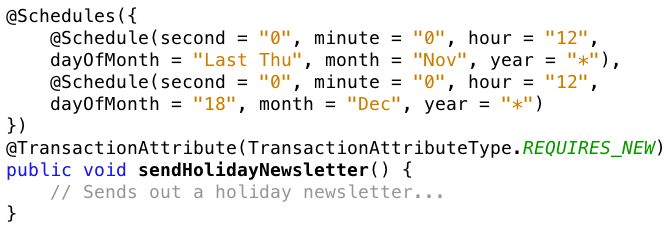 @Schedules({
    @Schedule(second = "0", minute = "0", hour = "12",
    dayOfMonth = "Last Thu", month = "Nov", year = "*"),
    @Schedule(second = "0", minute = "0", hour = "12",
    dayOfMonth = "18", month = "Dec", year = "*")
})
@TransactionAttribute(TransactionAttributeType.REQUIRES_NEW)
public void sendHolidayNewsletter() {
    // Sends out a holiday newsletter...
}